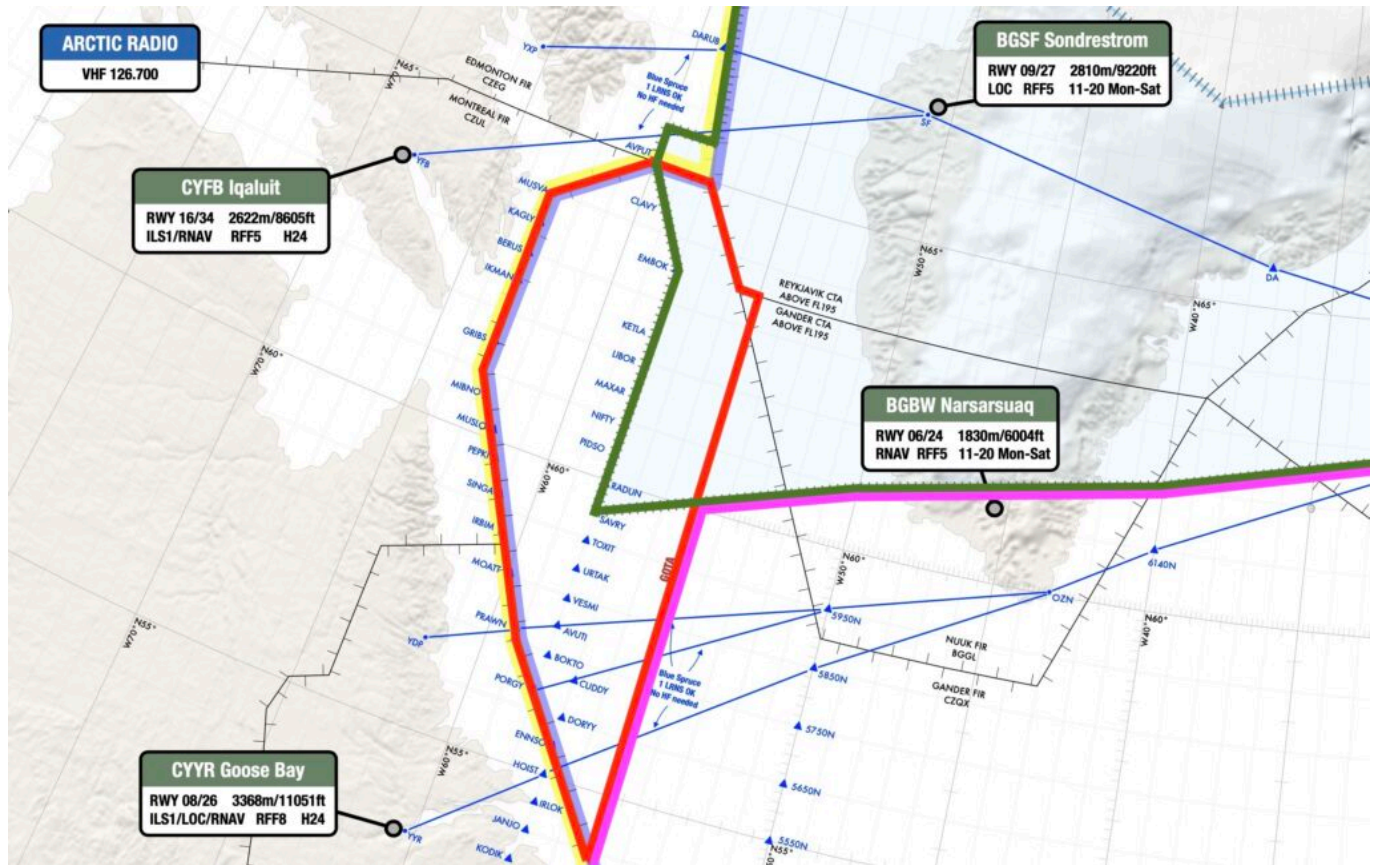 ARCTIC RADIO
VHF 126.700
BGSF Sondrestrom
RWY 09/27 2810m/9220ft
LOC RFF5 11-20 Mon-Sat
CYFB Iqaluit
RWY 16/34 2622m/8605ft
ILS1/RNAV RFF5 H24
BGBW Narsarsuaq
RWY 06/24 1830m/6004ft
RNAV RFF5 11-20 Mon-Sat
CYYR Goose Bay
RWY 08/26 3368m/11051ft
ILS1/LOC/RNAV RFF8 H24
YXP
DARUB
N65°
W70°
EDMONTON FIR
CZEG
MONTREAL FIR
CZUL
Blue Spruce
1 LRNS OK
No HF needed
SF
YFB
AVPUT
MUSVA
CLAVY
KAGLY
BERUS
EMBOK
IKMAN
N65°
W50°
DA
REYKJAVIK CTA
ABOVE FL195
GANDER CTA
ABOVE FL195
N65°
W40°
KETLA
GRIBS
LIBOR
N60°
W70°
MAXAR
MIBNO
NIFTY
MUSLO
PIDSO
PEPKI
N60°
W60°
SINGA
RADUN
IRBIM
SAVRY
TOXIT
MOATT
URTAK
GOTA
N60°
W50°
6140N
VESMI
OZN
PRAWN
AVUTI
5950N
N60°
W40°
N55°
W70°
YDP
BOKTO
NUUK FIR
BGGL
PORGY
CUDDY
Blue Spruce
1 LRNS OK
No HF needed
5850N
GANDER FIR
CZQX
DORYY
5750N
ENNSO
N55°
W60°
HOIST
5650N
IRLOK
JANJO
YYR
KODIK
5550N
N55°